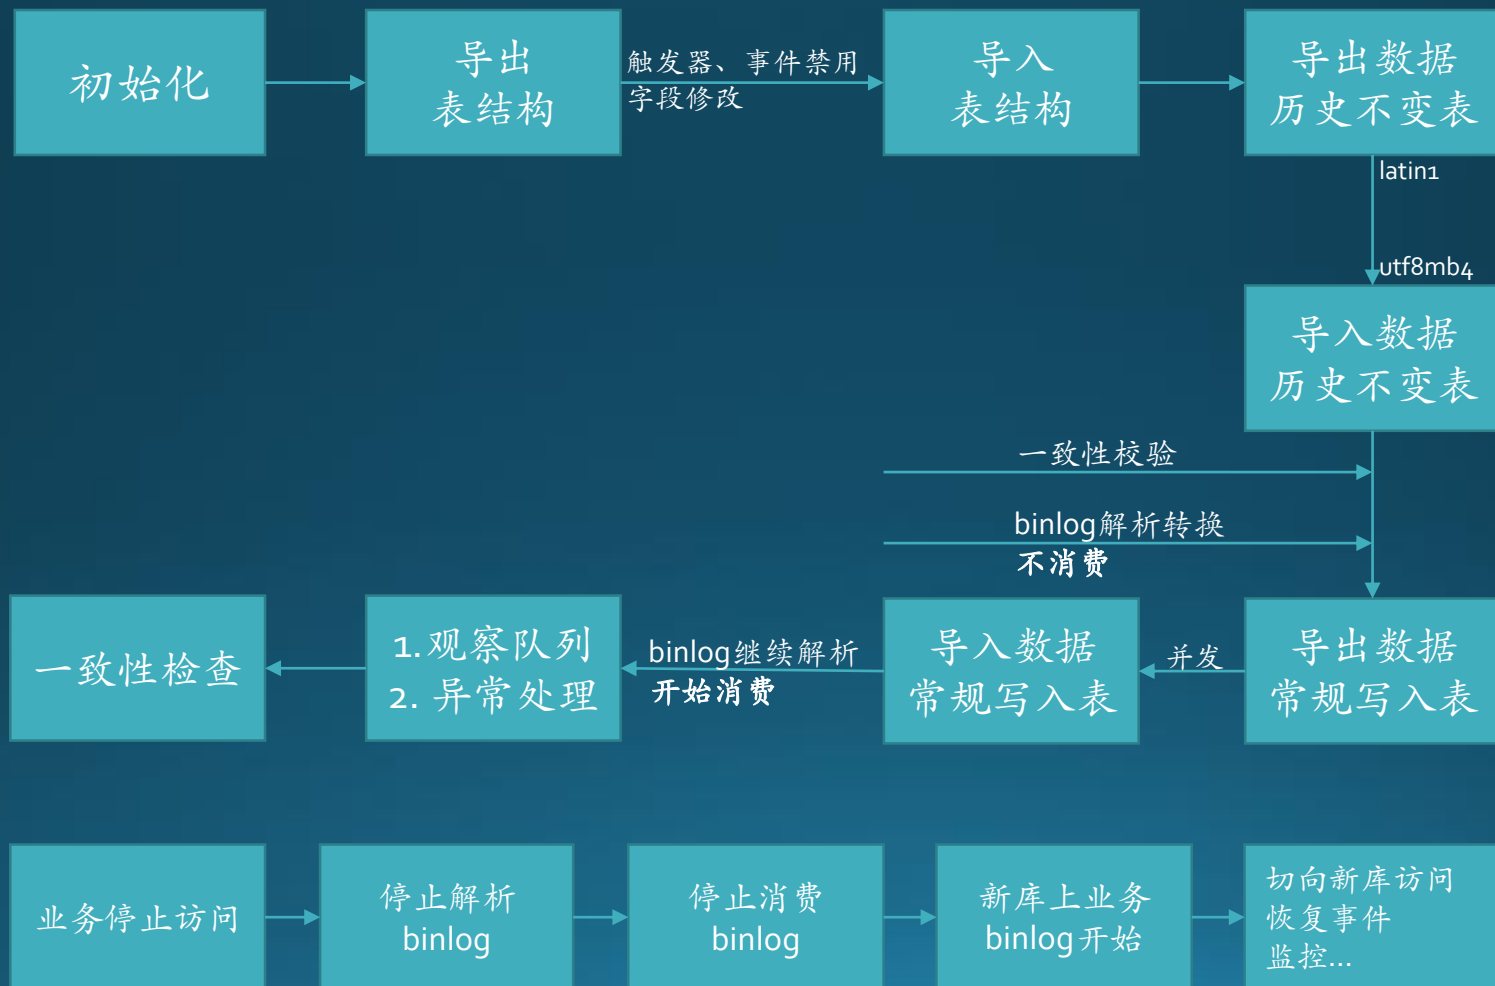 初始化
导出
表结构
触发器、事件禁用
字段修改
导入
表结构
导出数据
历史不变表
latin1
utf8mb4
导入数据
历史不变表
一致性校验
binlog解析转换
不消费
一致性检查
1.观察队列
2. 异常处理
binlog继续解析
开始消费
导入数据
常规写入表
并发
导出数据
常规写入表
业务停止访问
停止解析
binlog
停止消费
binlog
新库上业务
binlog开始
切向新库访问
恢复事件
监控...